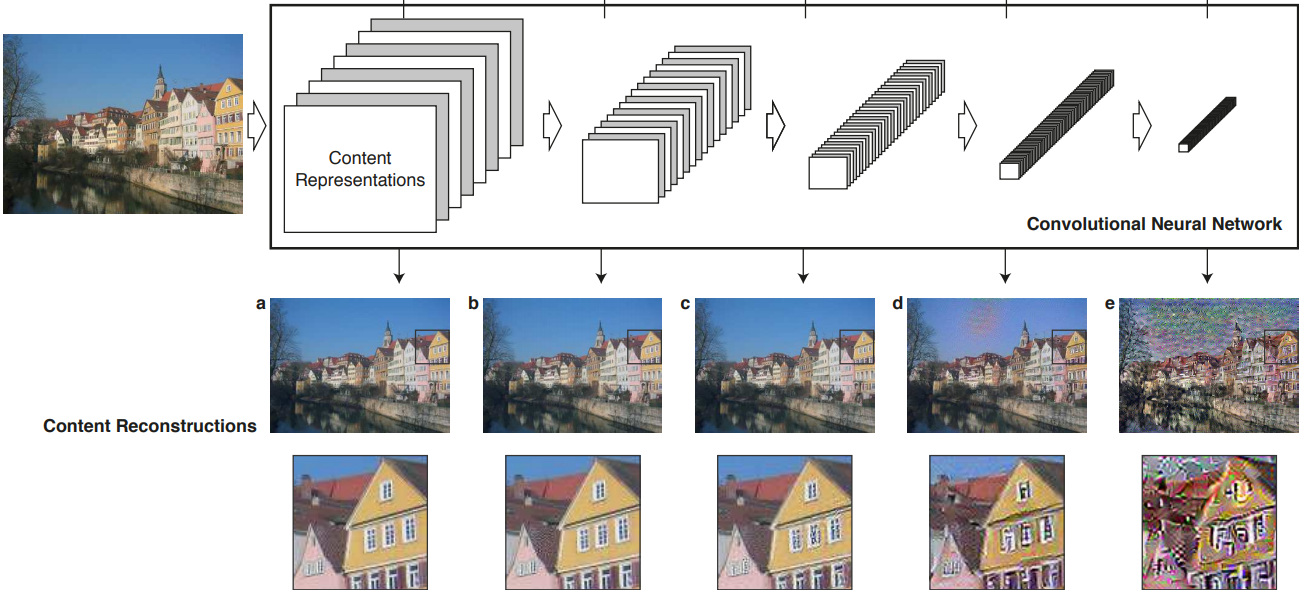 Content
Representations
Convolutional Neural Network
a
b
c
d
e
Content Reconstructions